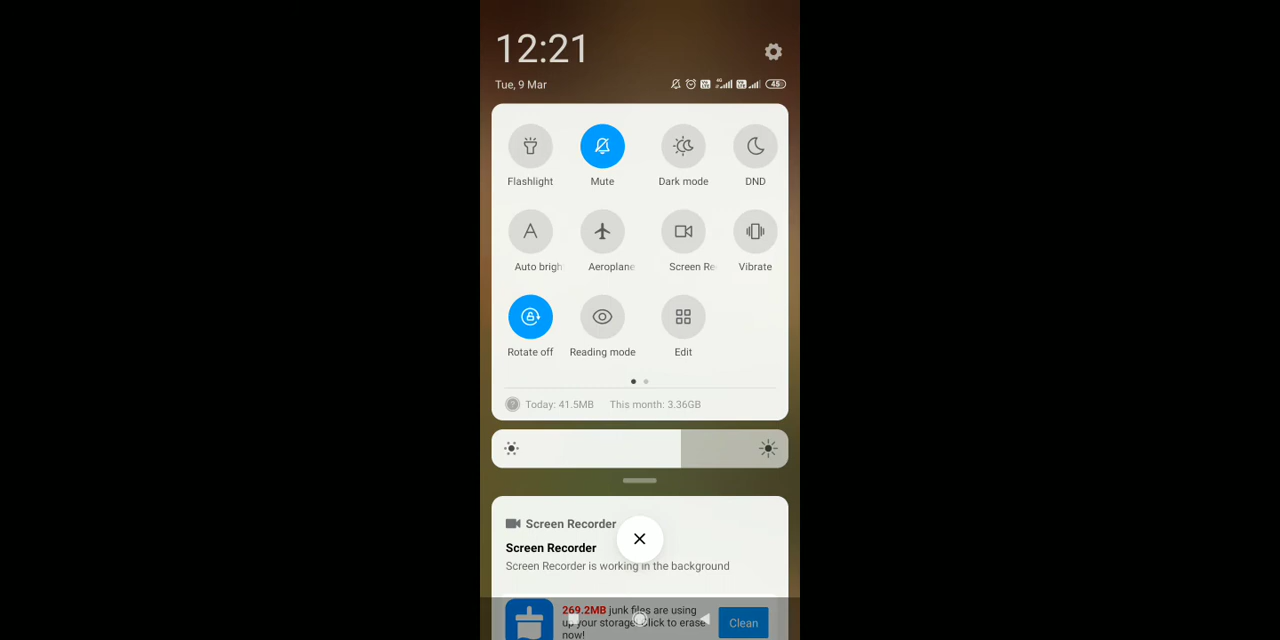 12:21
Tue, 9 Mar
45
Flashlight
Mute
Dark mode
DND
A
Auto brigh
Aeroplane
Screen Re
Vibrate
Rotate off
Reading mode
Edit
Today: 41.5MB This month: 3.36GB
Screen Recorder
Screen Recorder
Screen Recorder is working in the background
269.2MB junk files are using
up your storage. Click to erase
now!
Clean